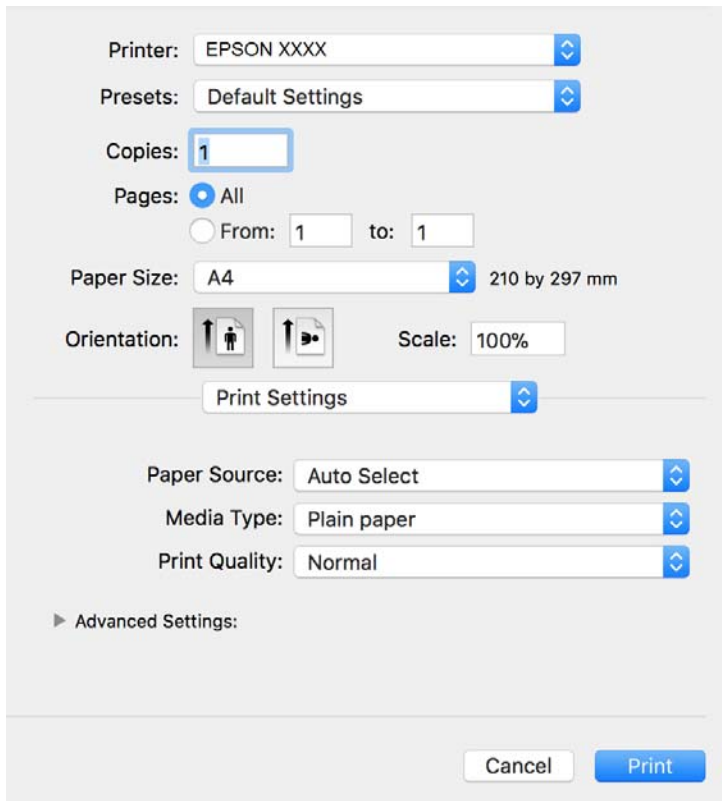 Printer: EPSON XXXX
Presets: Default Settings
Copies: 1
Pages: All
From: 1 to: 1
Paper Size: A4 210 by 297 mm
Orientation: Scale: 100%
Print Settings
Paper Source: Auto Select
Media Type: Plain paper
Print Quality: Normal
Advanced Settings:
Cancel Print